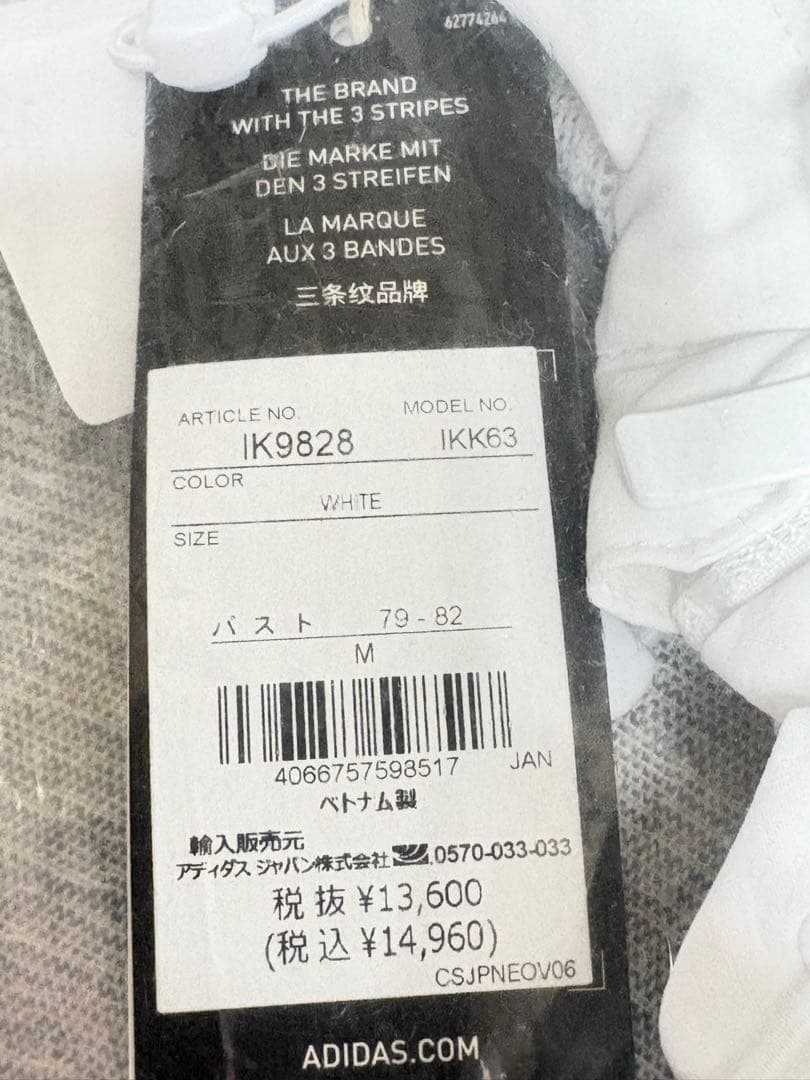 62774264
THE BRAND
WITH THE 3 STRIPES
DIE MARKE MIT
DEN 3 STREIFEN
LA MARQUE
AUX 3 BANDES
三条纹品牌
ARTICLE NO. MODEL NO.
IK9828 IKK63
COLOR
WHITE
SIZE
バスト 79 - 82
M
4066757598517 JAN
ベトナム製
輸入販売元
アディダス ジャパン株式会社 0570-033-033
税抜 ¥13,600
(税込 ¥14,960)
CSJPNEOV06
ADIDAS.COM